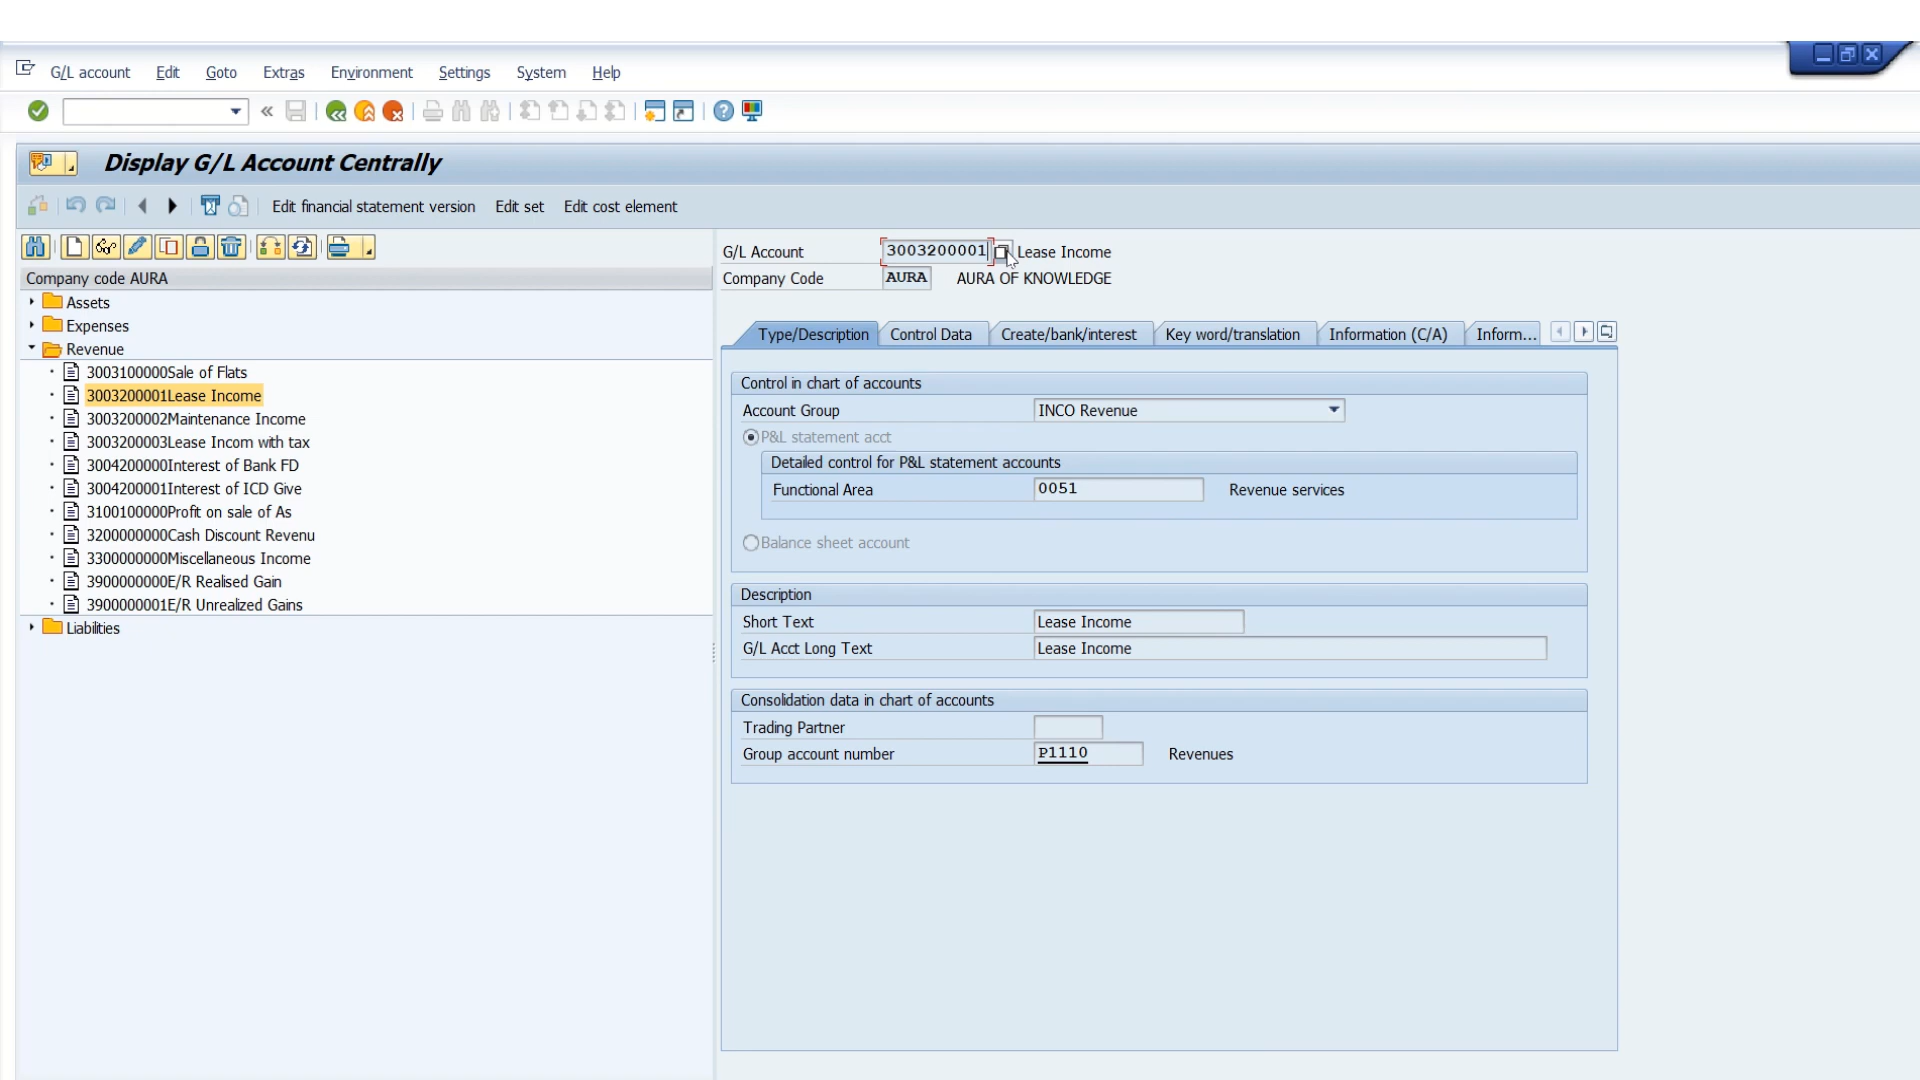 G/L account Edit Goto Extras Environment Settings System Help
Display G/L Account Centrally
Edit financial statement version Edit set Edit cost element
Company code AURA
Assets
Expenses
Revenue
3003100000Sale of Flats
3003200001Lease Income
3003200002Maintenance Income
3003200003Lease Incom with tax
3004200000Interest of Bank FD
3004200001Interest of ICD Give
3100100000Profit on sale of As
3200000000Cash Discount Revenu
3300000000Miscellaneous Income
3900000000E/R Realised Gain
3900000001E/R Unrealized Gains
Liabilities
G/L Account 3003200001 Lease Income
Company Code AURA AURA OF KNOWLEDGE
Type/Description Control Data Create/bank/interest Key word/translation Information (C/A) Inform...
Control in chart of accounts
Account Group INCO Revenue
P&L statement acct
Detailed control for P&L statement accounts
Functional Area 0051 Revenue services
Balance sheet account
Description
Short Text Lease Income
G/L Acct Long Text Lease Income
Consolidation data in chart of accounts
Trading Partner
Group account number P1110 Revenues